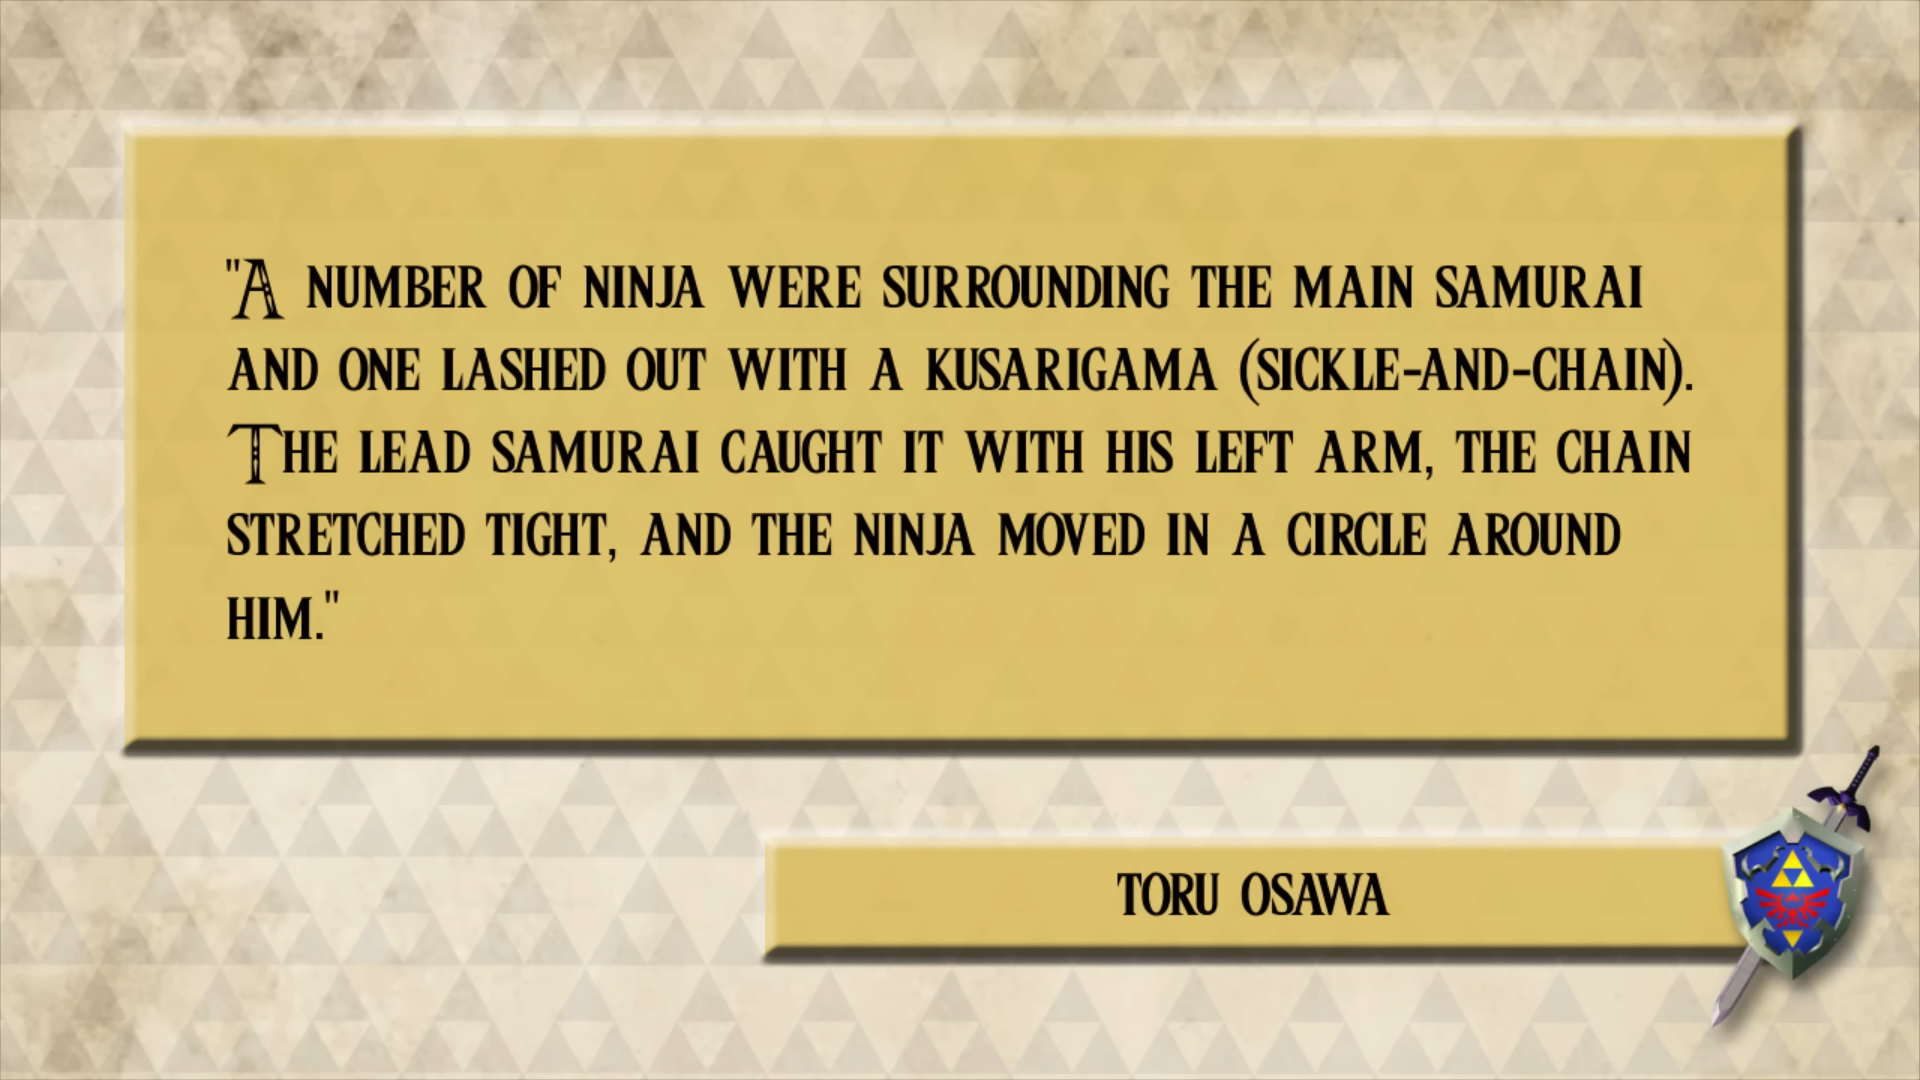 "A NUMBER OF NINJA WERE SURROUNDING THE MAIN SAMURAI
AND ONE LASHED OUT WITH A KUSARIGAMA (SICKLE-AND-CHAIN).
THE LEAD SAMURAI CAUGHT IT WITH HIS LEFT ARM, THE CHAIN
STRETCHED TIGHT, AND THE NINJA MOVED IN A CIRCLE AROUND
HIM."
TORU OSAWA